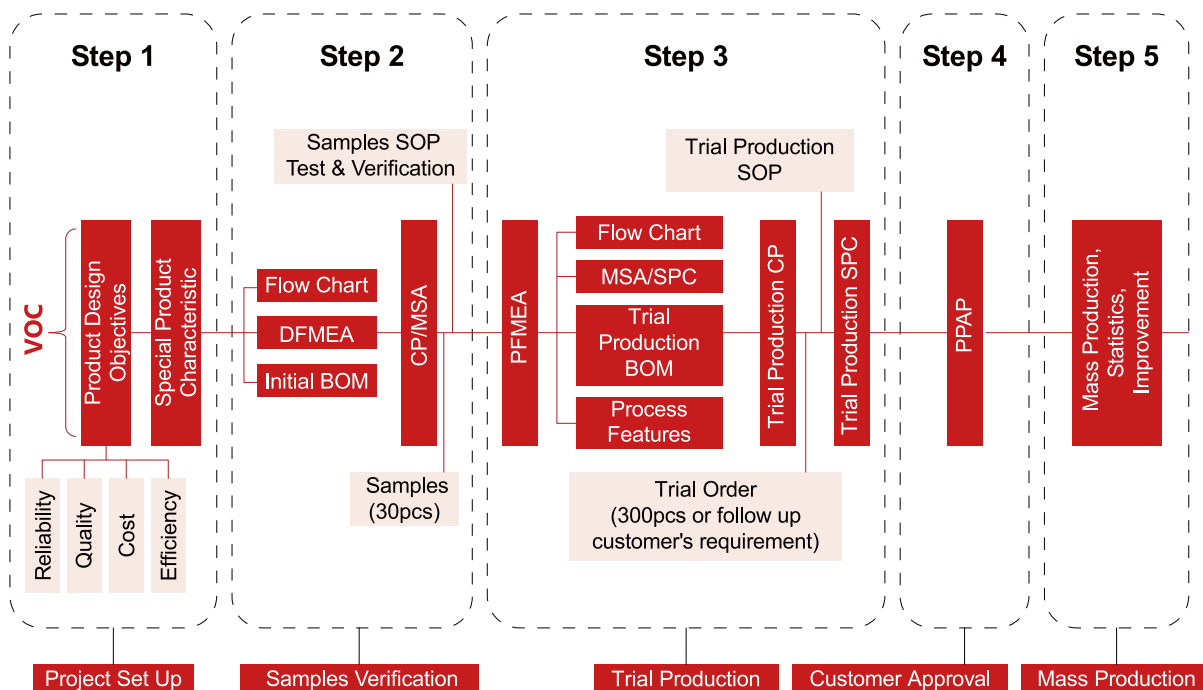 Step 1
Step 2
Step 3
Step 4
Step 5
VOC
Product Design
Objectives
Special Product
Characteristic
Reliability
Quality
Cost
Efficiency
Samples SOP
Test & Verification
Flow Chart
DFMEA
Initial BOM
CP/MSA
Samples
(30pcs)
PFMEA
Flow Chart
MSA/SPC
Trial
Production
BOM
Process
Features
Trial Production
SOP
Trial Production CP
Trial Production SPC
Trial Order
(300pcs or follow up
customer's requirement)
PPAP
Mass Production,
Statistics,
Improvement
Project Set Up
Samples Verification
Trial Production
Customer Approval
Mass Production